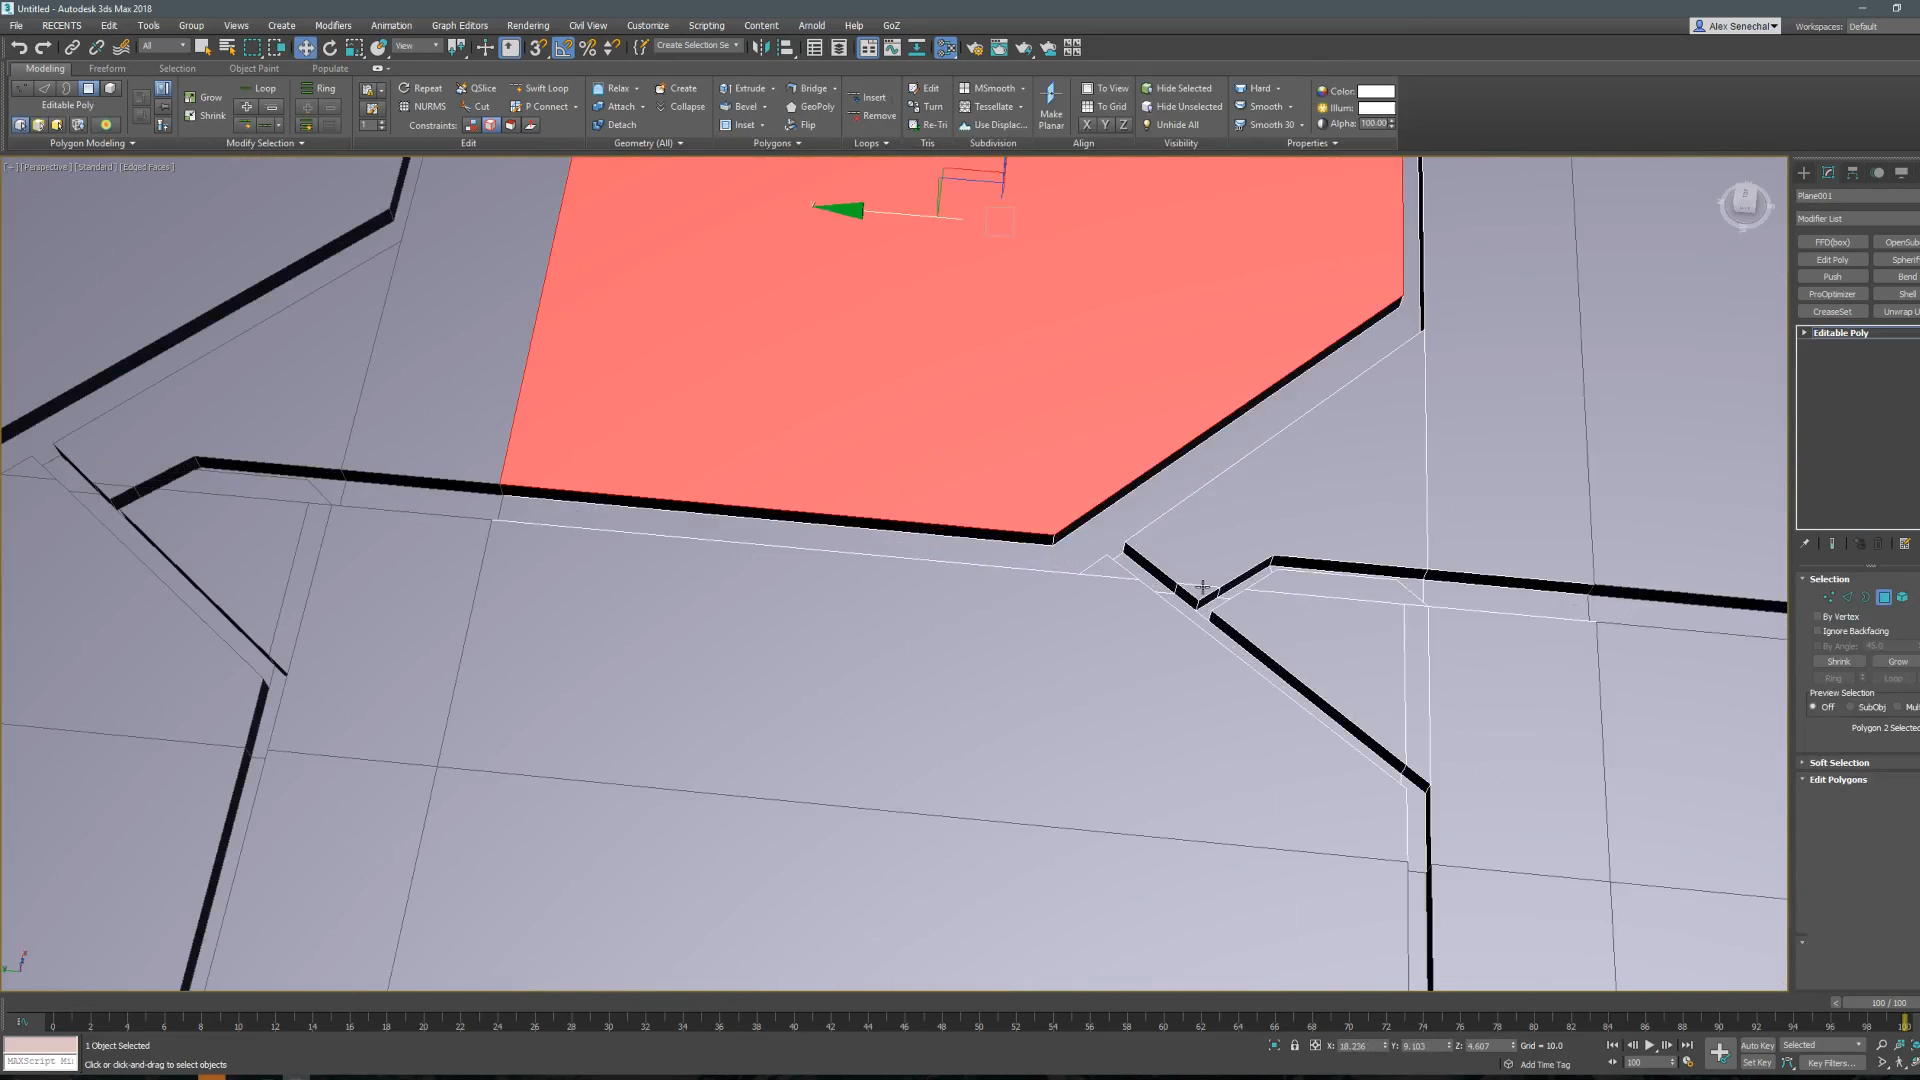 Untitled - Autodesk 3ds Max 2018
File RECENTS Edit Tools Group Views Create Modifiers Animation Graph Editors Rendering Civil View Customize Scripting Content Arnold Help GoZ
Alex Senechal Workspaces: Default
All View Create Selection Se
Modeling Freeform Selection Object Paint Populate
Grow Loop Ring Repeat QSlice Swift Loop Relax Create Extrude Bridge Insert Edit MSmooth To View Hide Selected Hard Color:
Editable Poly NURMS Cut P Connect Attach Collapse Bevel GeoPoly Turn Tessellate Make Planar To Grid Hide Unselected Smooth Illum:
Shrink Constraints: Detach Inset Flip Remove Re-Tri Use Displac... X Y Z Unhide All Smooth 30 Alpha: 100.00
Polygon Modeling Modify Selection Edit Geometry (All) Polygons Loops Tris Subdivision Align Visibility Properties
[+] [Perspective] [Standard] [Edged Faces]
Plane001
Modifier List
FFD(box) OpenSub
Edit Poly Spherif
Push Bend
ProOptimizer Shell
CreaseSet Unwrap U
Editable Poly
Selection
By Vertex
Ignore Backfacing
By Angle: 45.0
Shrink Grow
Ring Loop
Preview Selection
Off SubObj Mul
Polygon 2 Selected
Soft Selection
Edit Polygons
< 100 / 100
0 2 4 6 8 10 12 14 16 18 20 22 24 26 28 30 32 34 36 38 40 42 44 46 48 50 52 54 56 58 60 62 64 66 68 70 72 74 76 78 80 82 84 86 88 90 92 94 96 98 100
1 Object Selected X: 18.236 Y: 9.103 Z: 4.607 Grid = 10.0 Auto Key Selected
MAXScript Mi Click or click-and-drag to select objects Add Time Tag 100 Set Key Key Filters...